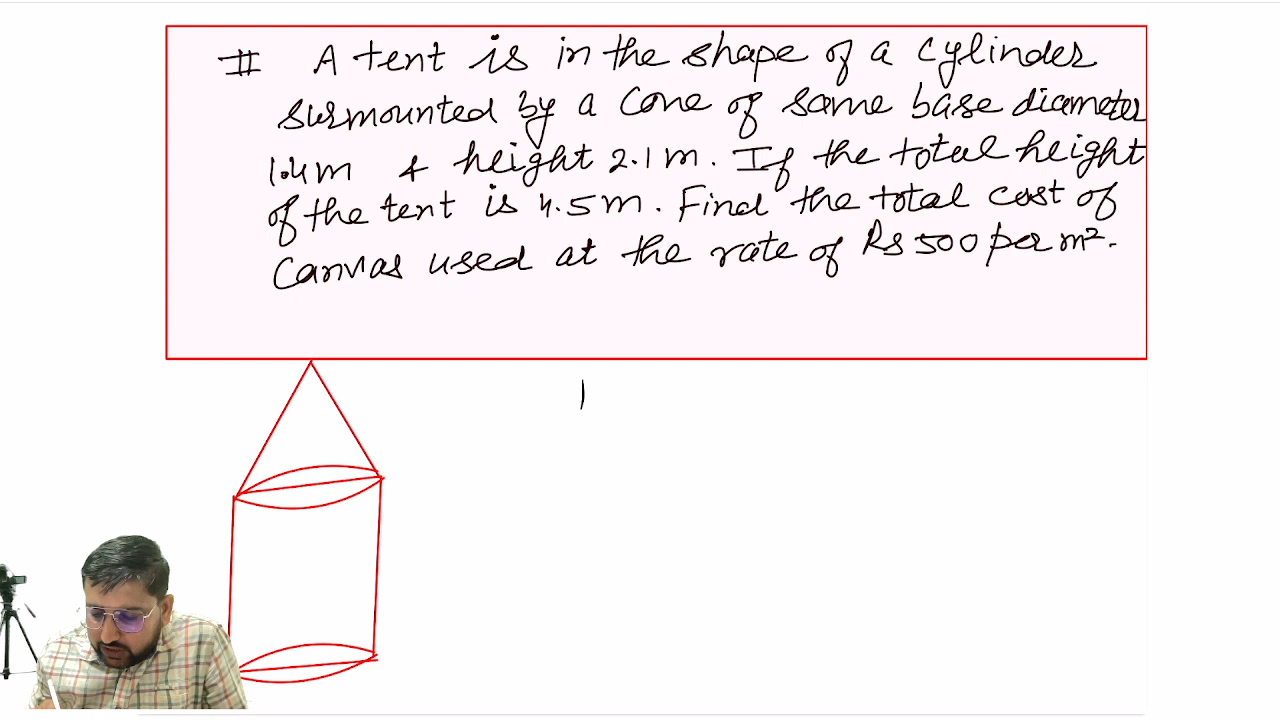 # A tent is in the shape of a cylinder
surmounted by a cone of same base diameter
1.4m & height 2.1m. If the total height
of the tent is 4.5m. Find the total cost of
canvas used at the rate of Rs 500 per m².